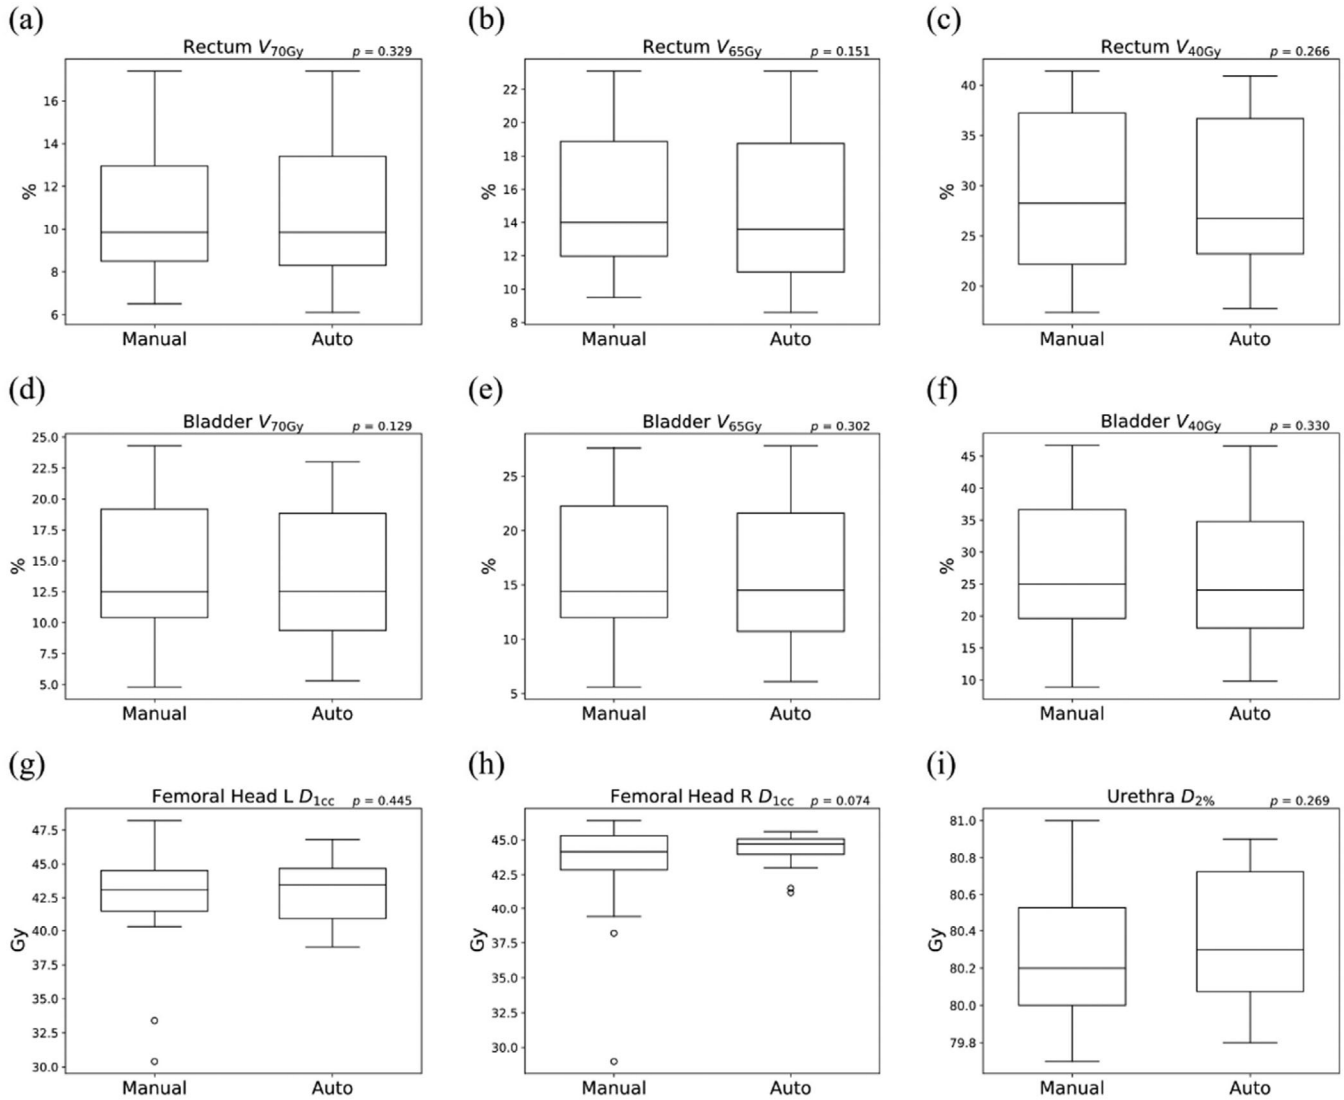 (a)
Rectum V70Gy p = 0.329
16
14
12
10
8
6
%
Manual Auto
(b)
Rectum V65Gy p = 0.151
22
20
18
16
14
12
10
8
%
Manual Auto
(c)
Rectum V40Gy p = 0.266
40
35
30
25
20
%
Manual Auto
(d)
Bladder V70Gy p = 0.129
25.0
22.5
20.0
17.5
15.0
12.5
10.0
7.5
5.0
%
Manual Auto
(e)
Bladder V65Gy p = 0.302
25
20
15
10
5
%
Manual Auto
(f)
Bladder V40Gy p = 0.330
45
40
35
30
25
20
15
10
%
Manual Auto
(g)
Femoral Head L D1cc p = 0.445
47.5
45.0
42.5
40.0
37.5
35.0
32.5
30.0
Gy
Manual Auto
(h)
Femoral Head R D1cc p = 0.074
45.0
42.5
40.0
37.5
35.0
32.5
30.0
Gy
Manual Auto
(i)
Urethra D2% p = 0.269
81.0
80.8
80.6
80.4
80.2
80.0
79.8
Gy
Manual Auto